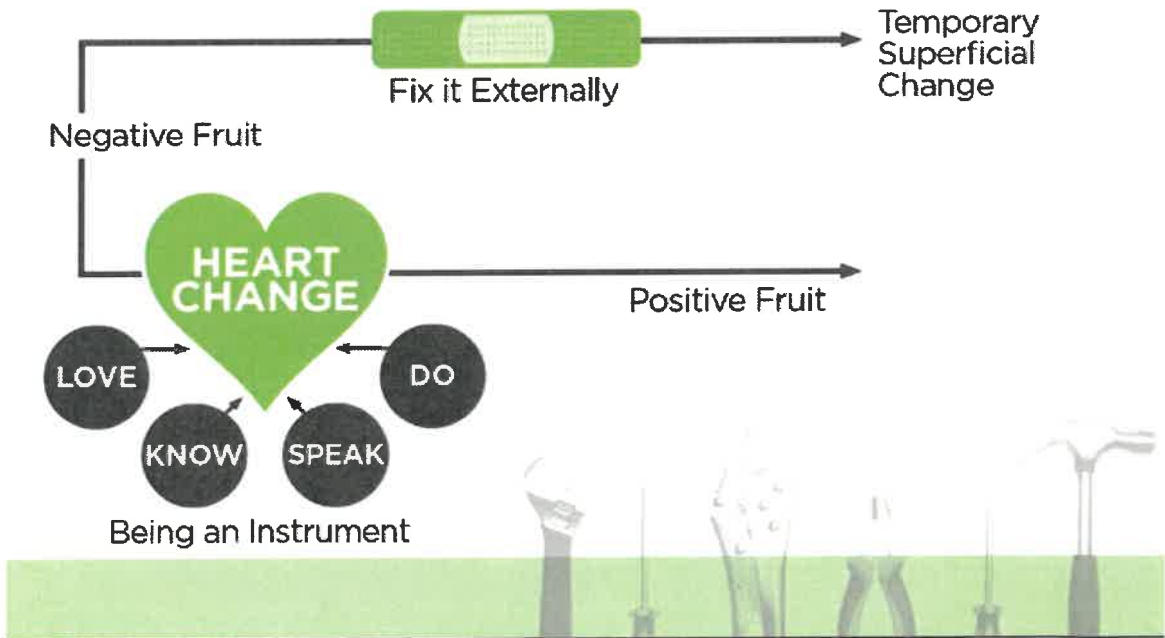 Temporary
Superficial
Change
Fix it Externally
Negative Fruit
HEART
CHANGE
Positive Fruit
LOVE
DO
KNOW
SPEAK
Being an Instrument